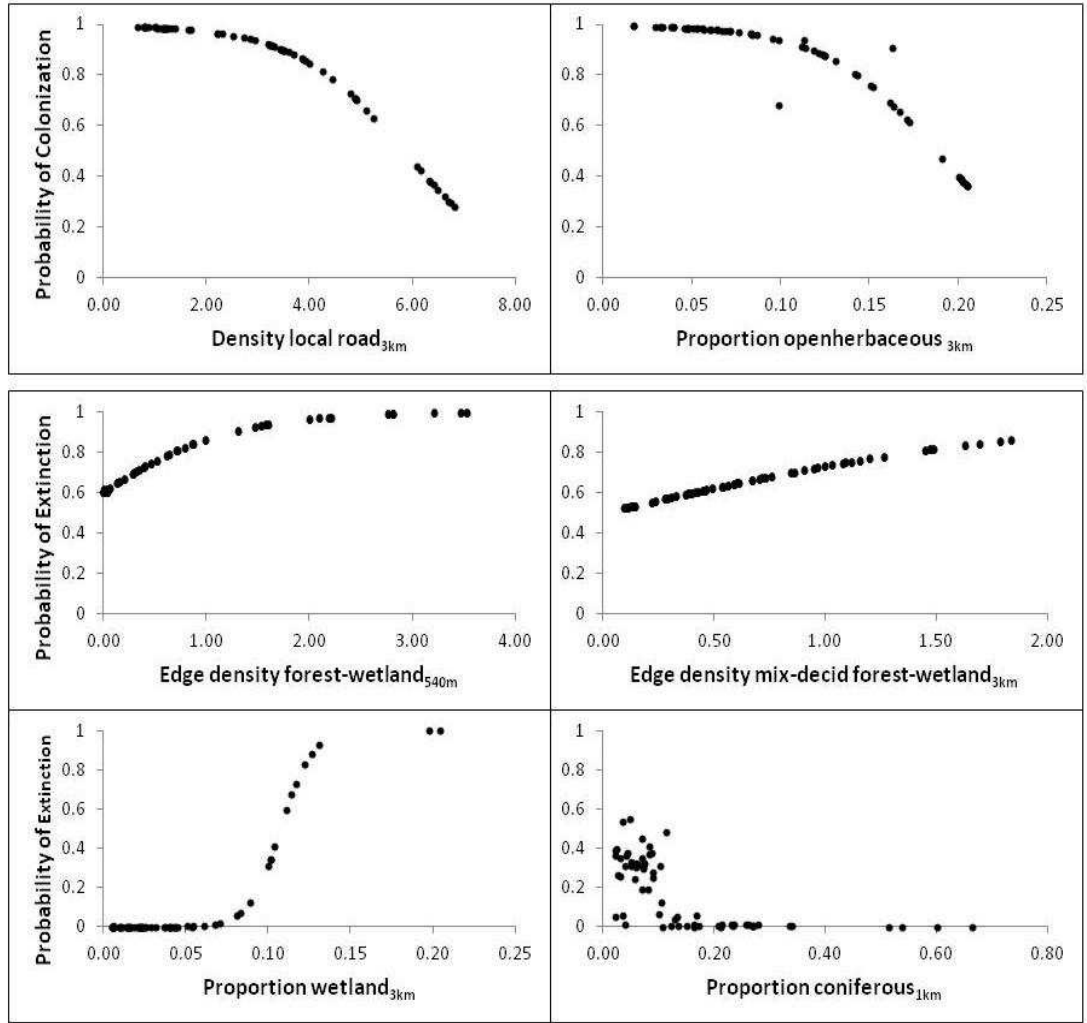 Probability of Colonization
1
0.8
0.6
0.4
0.2
0
0.00 2.00 4.00 6.00 8.00
Density local road3km
1
0.8
0.6
0.4
0.2
0
0.00 0.05 0.10 0.15 0.20 0.25
Proportion openherbaceous 3km
Probability of Extinction
1
0.8
0.6
0.4
0.2
0
0.00 1.00 2.00 3.00 4.00
Edge density forest-wetland540m
1
0.8
0.6
0.4
0.2
0
0.00 0.50 1.00 1.50 2.00
Edge density mix-decid forest-wetland3km
Probability of Extinction
1
0.8
0.6
0.4
0.2
0
0.00 0.05 0.10 0.15 0.20 0.25
Proportion wetland3km
1
0.8
0.6
0.4
0.2
0
0.00 0.20 0.40 0.60 0.80
Proportion coniferous1km